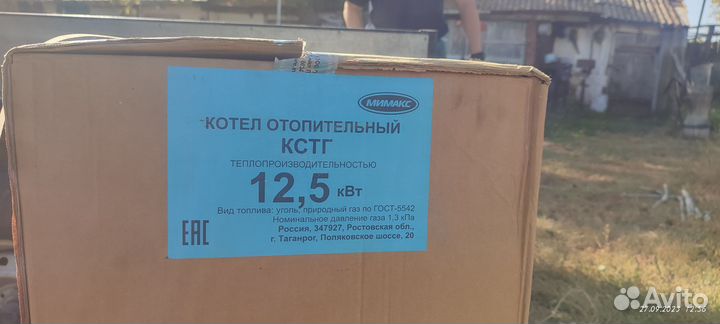 МИМАКС
КОТЕЛ ОТОПИТЕЛЬНЫЙ
КСТГ
ТЕПЛОПРОИЗВОДИТЕЛЬНОСТЬЮ
12,5 кВт
Вид топлива: уголь, природный газ по ГОСТ-5542
Номинальное давление газа 1,3 кПа
Россия, 347927, Ростовская обл.,
г. Таганрог, Поляковское шоссе, 20
EAC
27.09.2023 12:36
Avito